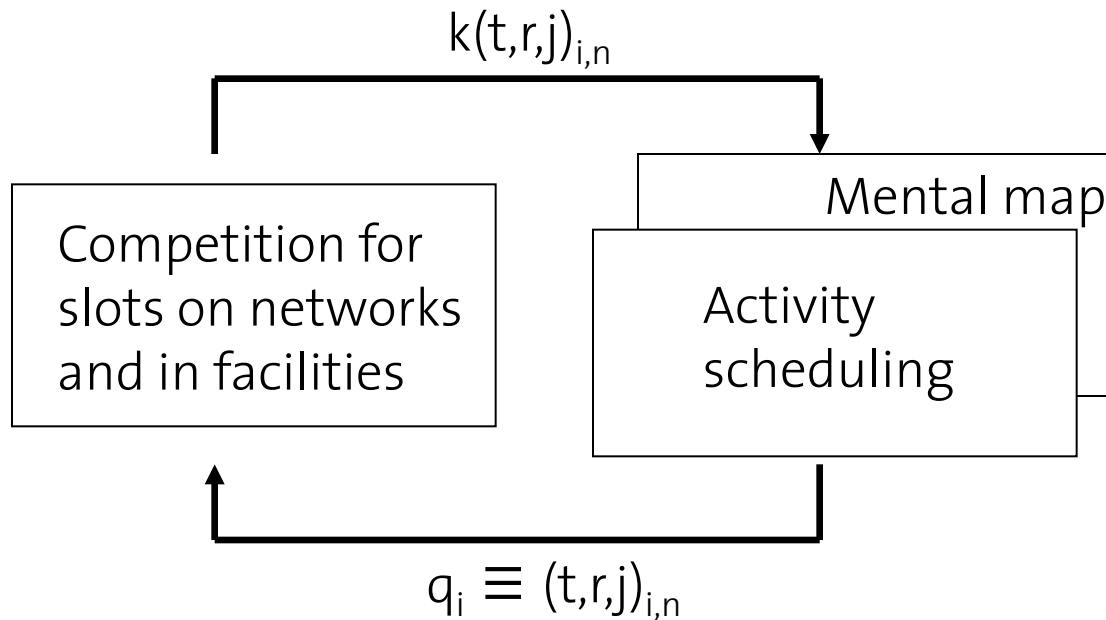 k(t,r,j)i,n
Mental map
Competition for
slots on networks
and in facilities
Activity
scheduling
qi ≡ (t,r,j)i,n